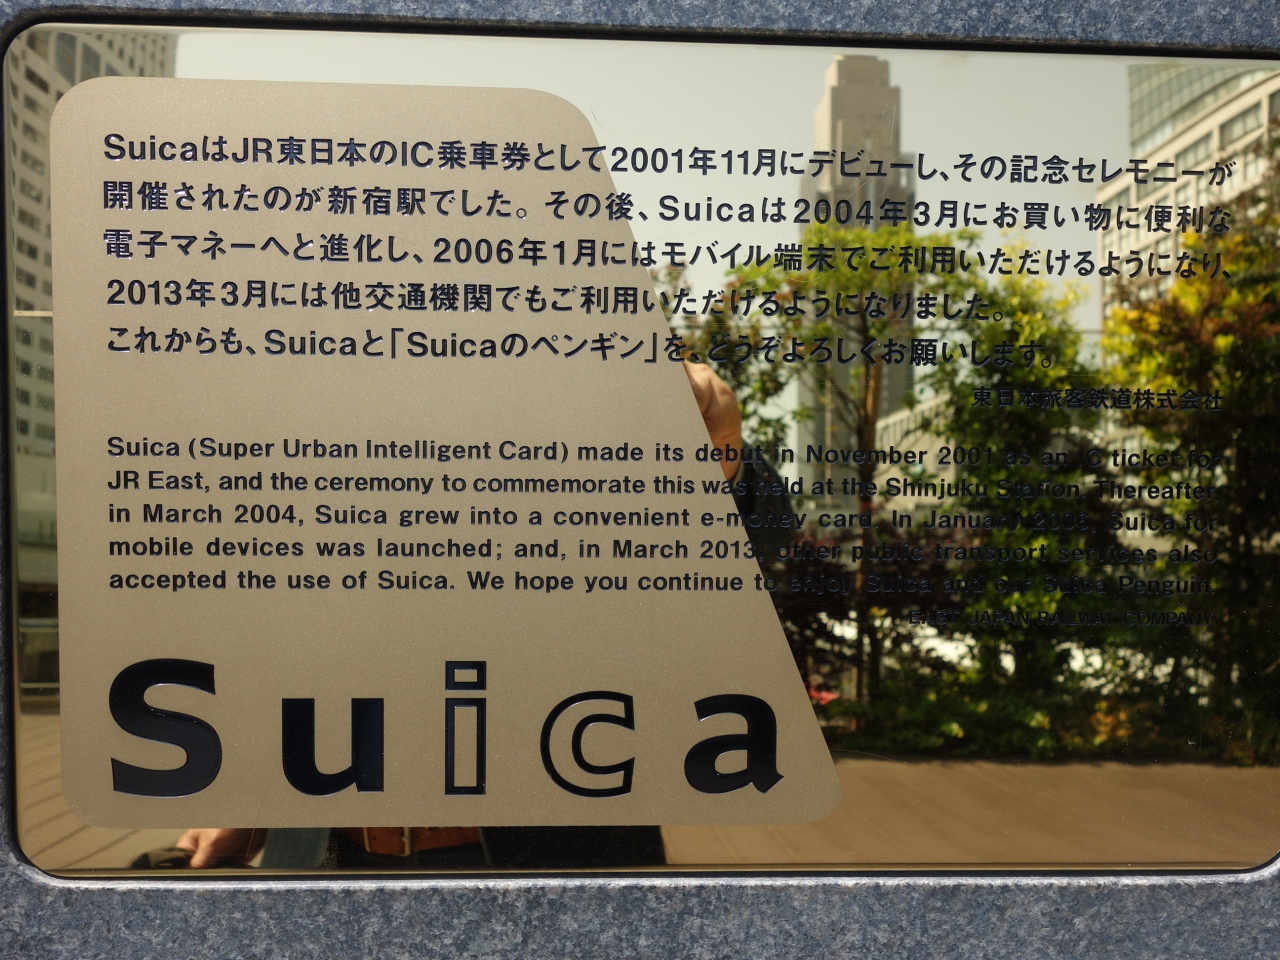 SuicaはJR東日本のIC乗車券として2001年11月にデビューし、その記念セレモニーが
開催されたのが新宿駅でした。その後、Suicaは2004年3月にお買い物に便利な
電子マネーへと進化し、2006年1月にはモバイル端末でご利用いただけるようになり、
2013年3月には他交通機関でもご利用いただけるようになりました。
これからも、Suicaと「Suicaのペンギン」を、どうぞよろしくお願いします。
東日本旅客鉄道株式会社
Suica (Super Urban Intelligent Card) made its debut in November 2001 as an IC ticket for
JR East, and the ceremony to commemorate this was held at the Shinjuku Station. Thereafter
in March 2004, Suica grew into a convenient e-money card. In January 2006, Suica for
mobile devices was launched; and, in March 2013, other public transport services also
accepted the use of Suica. We hope you continue to enjoy Suica and our Suica Penguin.
EAST JAPAN RAILWAY COMPANY
Suica